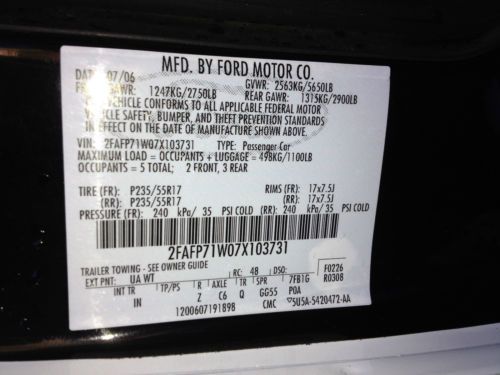 MFD. BY FORD MOTOR CO.
07/06 GVWR: 2563KG/5650LB
GAWR: 1247KG/2750LB REAR GAWR: 1315KG/2900LB
VEHICLE CONFORMS TO ALL APPLICABLE FEDERAL MOTOR
VEHICLE SAFETY, BUMPER, AND THEFT PREVENTION STANDARDS
IN EFFECT ON THE DATE OF MANUFACTURE SHOWN ABOVE.
VIN: 2FAFP71W07X103731 TYPE: Passenger Car
MAXIMUM LOAD = OCCUPANTS + LUGGAGE = 498KG/1100LB
OCCUPANTS = 5 TOTAL: 2 FRONT, 3 REAR
TIRE (FR): P235/55R17 RIMS (FR): 17x7.5J
(R): P235/55R17 (R): 17x7.5J
PRESSURE (FR): 240 kPa/ 35 PSI COLD (RR): 240 kPa/ 35 PSI COLD
2FAFP71W07X103731
TRAILER TOWING - SEE OWNER GUIDE
EXT PNT: UA WT RC: 48 DSO: F0226
INT TR TP/PS R AXLE TR SPR 7FB1G R0308
IN Z C6 Q GG55 POA
1200607191898 CMC 5U5A-5420472-AA